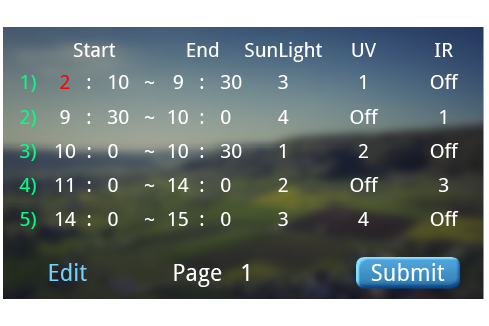 Start End SunLight UV IR
1) 2 : 10 ~ 9 : 30 3 1 Off
2) 9 : 30 ~ 10 : 0 4 Off 1
3) 10 : 0 ~ 10 : 30 1 2 Off
4) 11 : 0 ~ 14 : 0 2 Off 3
5) 14 : 0 ~ 15 : 0 3 4 Off
Edit Page 1 Submit